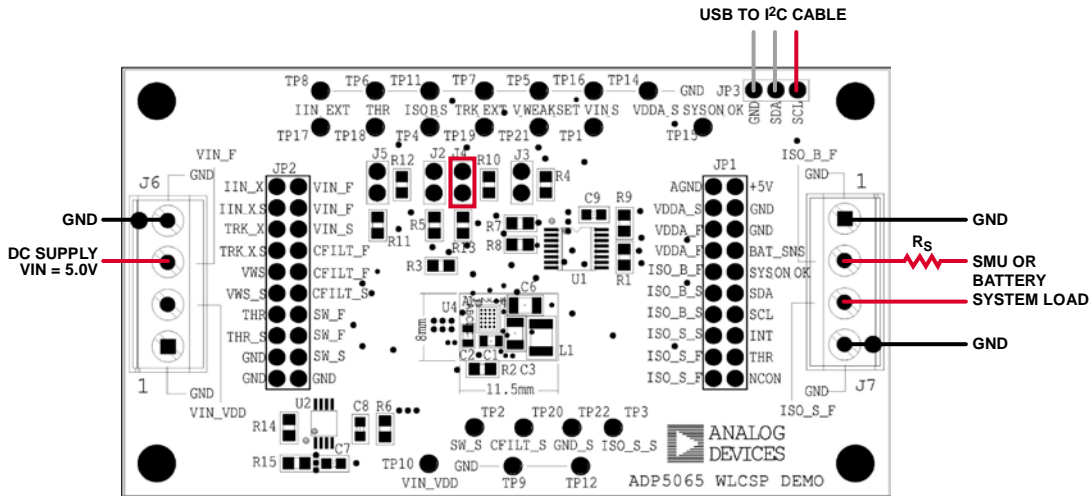 USB TO I²C CABLE
TP8 TP6 TP11 TP7 TP5 TP16 TP14 GND JP3
IIN_EXT THR ISOB_S TRK_EXT V_WEAKSET VIN_S VDDA_S SYSON OK
GND SDA SCL
TP17 TP18 TP4 TP19 TP21 TP1 TP15
VIN_F J5 J2 J4 J3 ISO_B_F
J6 GND JP2 R12 R10 R4 JP1 GND 1
IIN_X VIN_F AGND +5V
IIN_X_S VIN_F VDDA_S GND
TRK_X VIN_S VDDA_F GND
TRK_X_S CFILT_F VDDA_F BAT_SNS
VWS CFILT_F ISO_B_F SYSON OK
VWS_S CFILT_S ISO_B_S SDA
THR SW_F ISO_B_S SCL
THR_S SW_F ISO_S_S INT
GND SW_S ISO_S_F THR
GND GND ISO_S_F NCON
R11 R5 R13 R7 C9 R9
R3 R8 U1 R1
GND
DC SUPPLY
VIN = 5.0V
GND
RS
SMU OR
BATTERY
SYSTEM LOAD
GND
U4 C6
8mm
C2 C1 L1
R2 C3
11.5mm
1 GND
VIN_VDD
GND J7
ISO_S_F
U2 C8 R6
R14
R15 C7
TP2 TP20 TP22 TP3
SW_S CFILT_S GND_S ISO_S_S
TP10 GND
VIN_VDD TP9 TP12
ANALOG
DEVICES
ADP5065 WLCSP DEMO